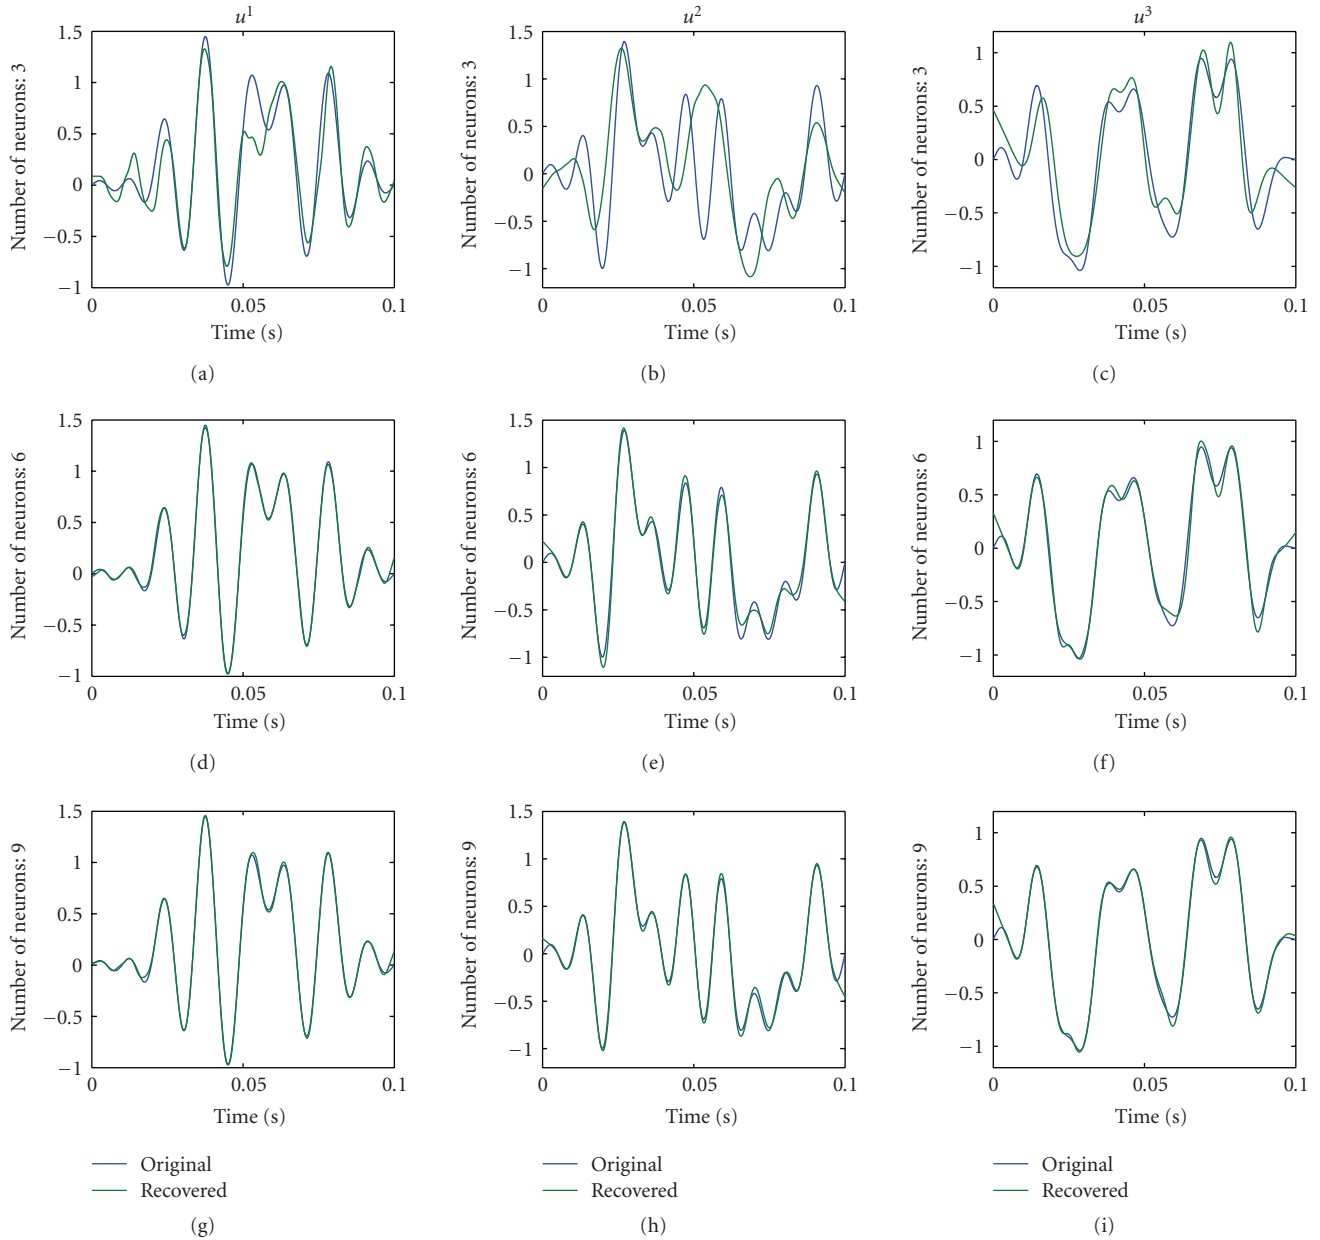 u¹ u² u³
Number of neurons: 3
1.5
1
0.5
0
−0.5
−1
0 0.05 0.1
Time (s)
(a)
Number of neurons: 3
1.5
1
0.5
0
−0.5
−1
0 0.05 0.1
Time (s)
(b)
Number of neurons: 3
1
0.5
0
−0.5
−1
0 0.05 0.1
Time (s)
(c)
Number of neurons: 6
1.5
1
0.5
0
−0.5
−1
0 0.05 0.1
Time (s)
(d)
Number of neurons: 6
1.5
1
0.5
0
−0.5
−1
0 0.05 0.1
Time (s)
(e)
Number of neurons: 6
1
0.5
0
−0.5
−1
0 0.05 0.1
Time (s)
(f)
Number of neurons: 9
1.5
1
0.5
0
−0.5
−1
0 0.05 0.1
Time (s)
Original
Recovered
(g)
Number of neurons: 9
1.5
1
0.5
0
−0.5
−1
0 0.05 0.1
Time (s)
Original
Recovered
(h)
Number of neurons: 9
1
0.5
0
−0.5
−1
0 0.05 0.1
Time (s)
Original
Recovered
(i)